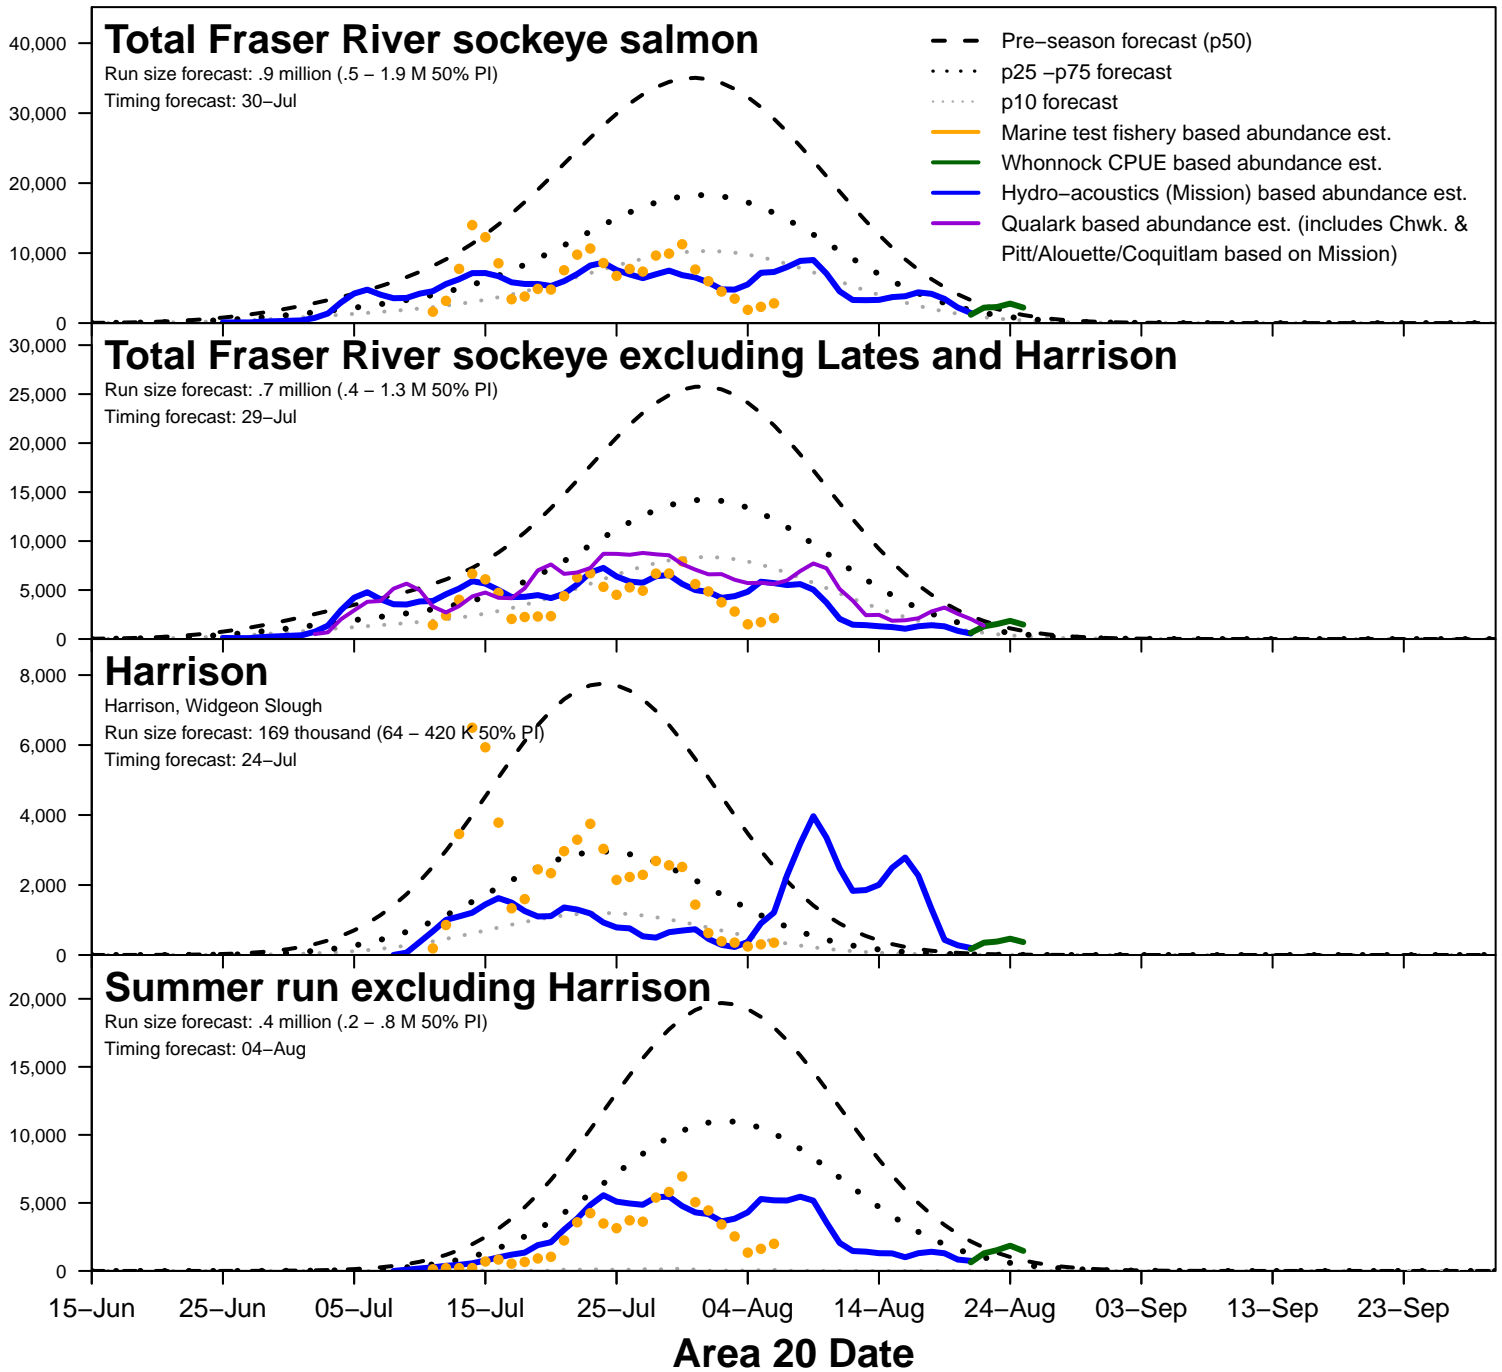 Total Fraser River sockeye salmon
Run size forecast: .9 million (.5 − 1.9 M 50% PI)
Timing forecast: 30−Jul
Pre−season forecast (p50)
p25 −p75 forecast
p10 forecast
Marine test fishery based abundance est.
Whonnock CPUE based abundance est.
Hydro−acoustics (Mission) based abundance est.
Qualark based abundance est. (includes Chwk. &
Pitt/Alouette/Coquitlam based on Mission)
40,000
30,000
20,000
10,000
0
Total Fraser River sockeye excluding Lates and Harrison
Run size forecast: .7 million (.4 − 1.3 M 50% PI)
Timing forecast: 29−Jul
30,000
25,000
20,000
15,000
10,000
5,000
0
Harrison
Harrison, Widgeon Slough
Run size forecast: 169 thousand (64 − 420 K 50% PI)
Timing forecast: 24−Jul
8,000
6,000
4,000
2,000
0
Summer run excluding Harrison
Run size forecast: .4 million (.2 − .8 M 50% PI)
Timing forecast: 04−Aug
20,000
15,000
10,000
5,000
0
15−Jun 25−Jun 05−Jul 15−Jul 25−Jul 04−Aug 14−Aug 24−Aug 03−Sep 13−Sep 23−Sep
Area 20 Date